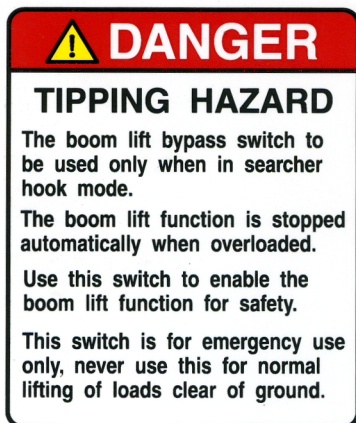 DANGER
TIPPING HAZARD
The boom lift bypass switch to
be used only when in searcher
hook mode.
The boom lift function is stopped
automatically when overloaded.
Use this switch to enable the
boom lift function for safety.
This switch is for emergency use
only, never use this for normal
lifting of loads clear of ground.